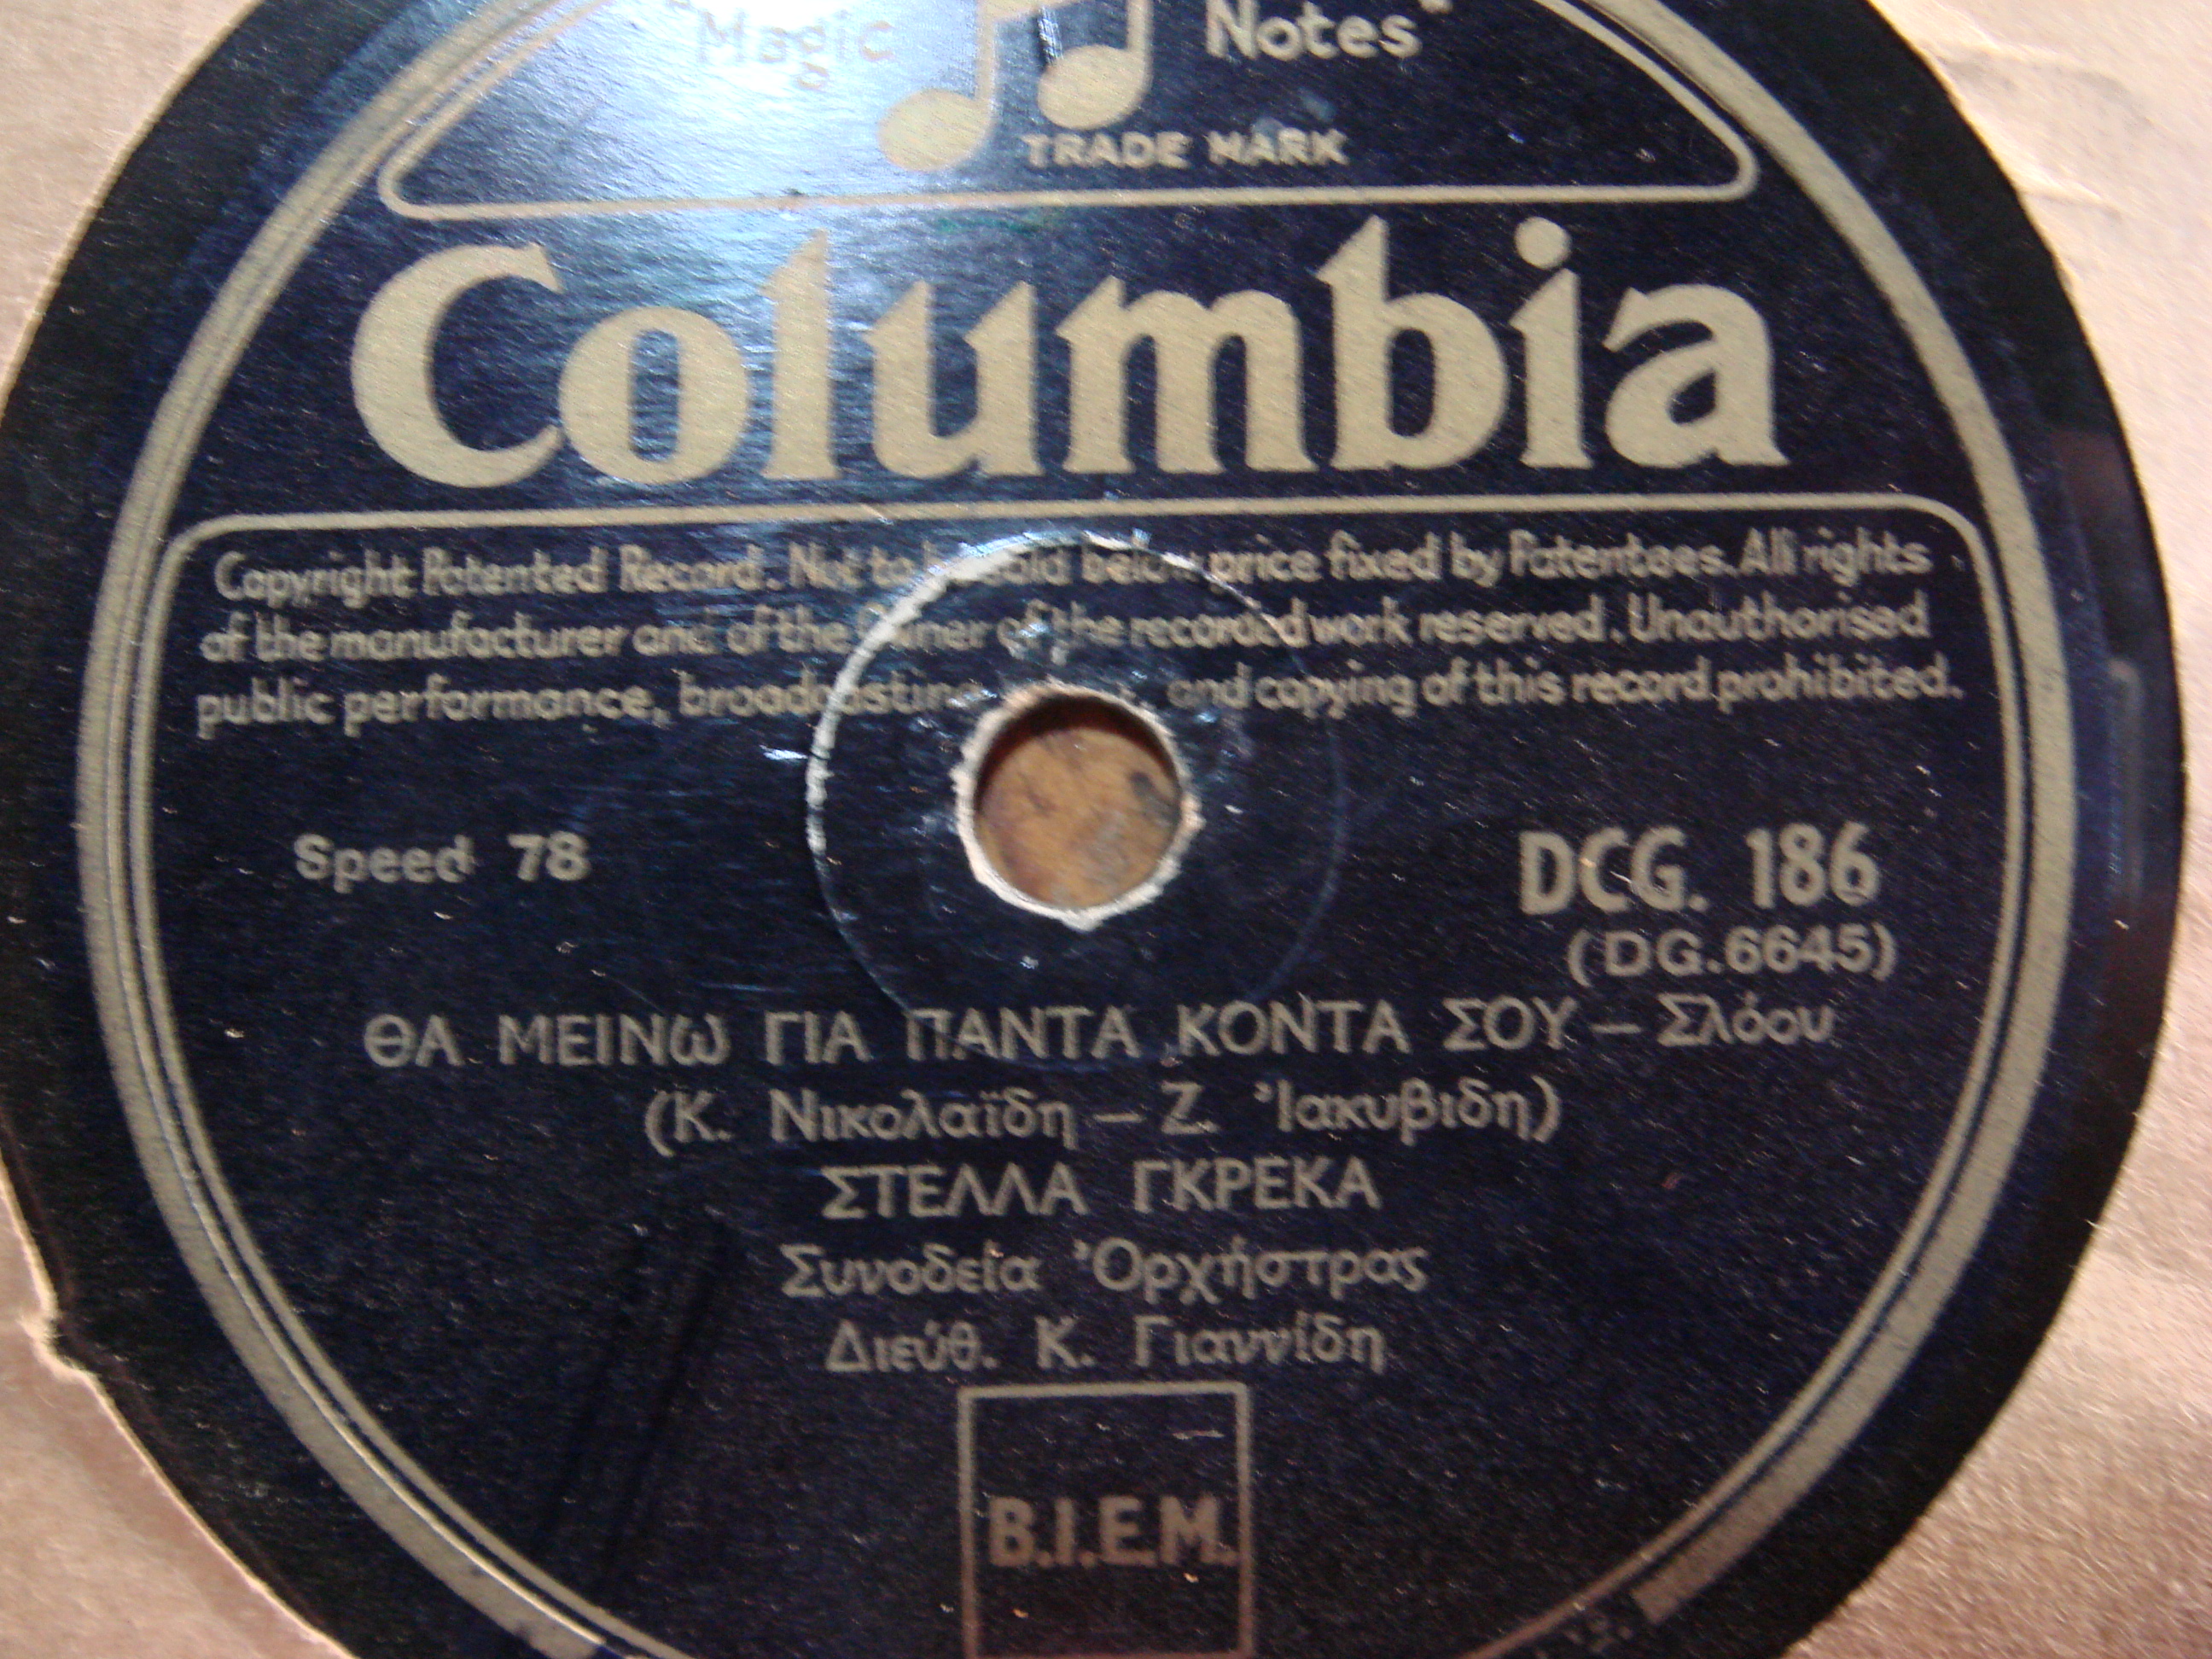 "Magic Notes"
TRADE MARK
Columbia
Copyright Patented Record. Not to be sold below price fixed by Patentees. All rights
of the manufacturer and of the owner of the recorded work reserved. Unauthorised
public performance, broadcasting and copying of this record prohibited.
Speed 78
DCG. 186
(DG.6645)
ΘΑ ΜΕΙΝω ΓΙΑ ΠΑΝΤΑ ΚΟΝΤΑ ΣΟΥ — Σλόου
(Κ. Νικολαϊδη — Ζ. Ἰακυβιδη)
ΣΤΕΛΛΑ ΓΚΡΕΚΑ
Συνοδεία Ὀρχήστρας
Διεύθ. Κ. Γιαννίδη
B.I.E.M.